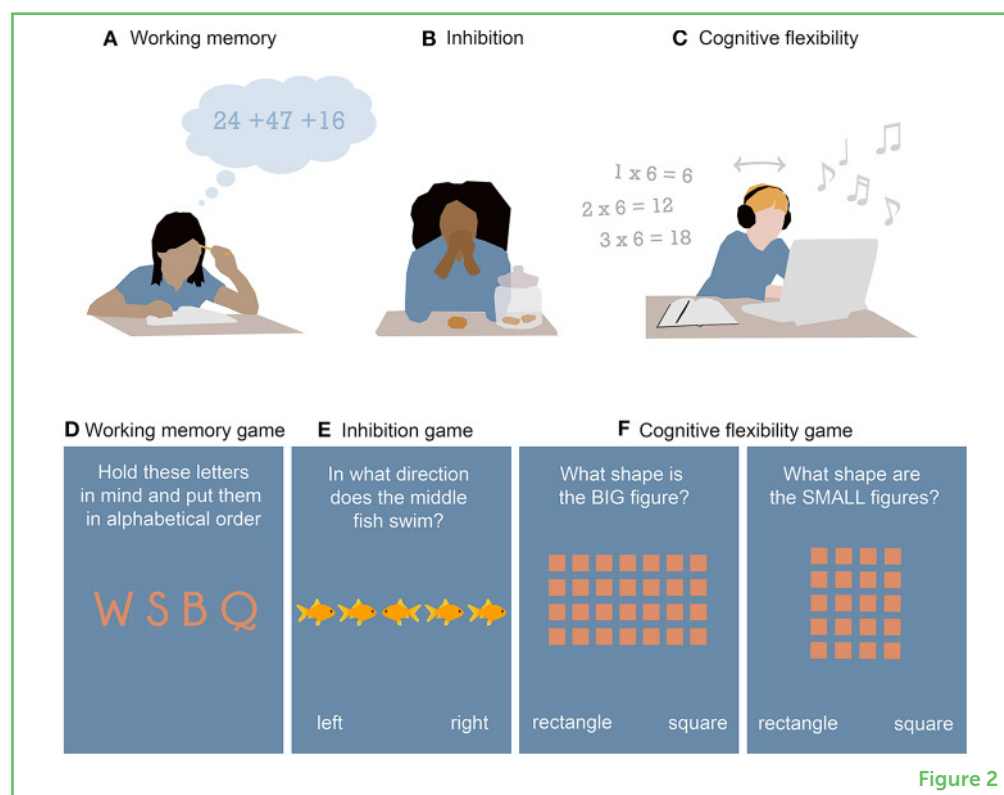 A Working memory
B Inhibition
C Cognitive flexibility
24 +47 +16
1 x 6 = 6
2 x 6 = 12
3 x 6 = 18
D Working memory game
E Inhibition game
F Cognitive flexibility game
Hold these letters
in mind and put them
in alphabetical order
W S B Q
In what direction
does the middle
fish swim?
left
right
What shape is
the BIG figure?
rectangle
square
What shape are
the SMALL figures?
rectangle
square
Figure 2